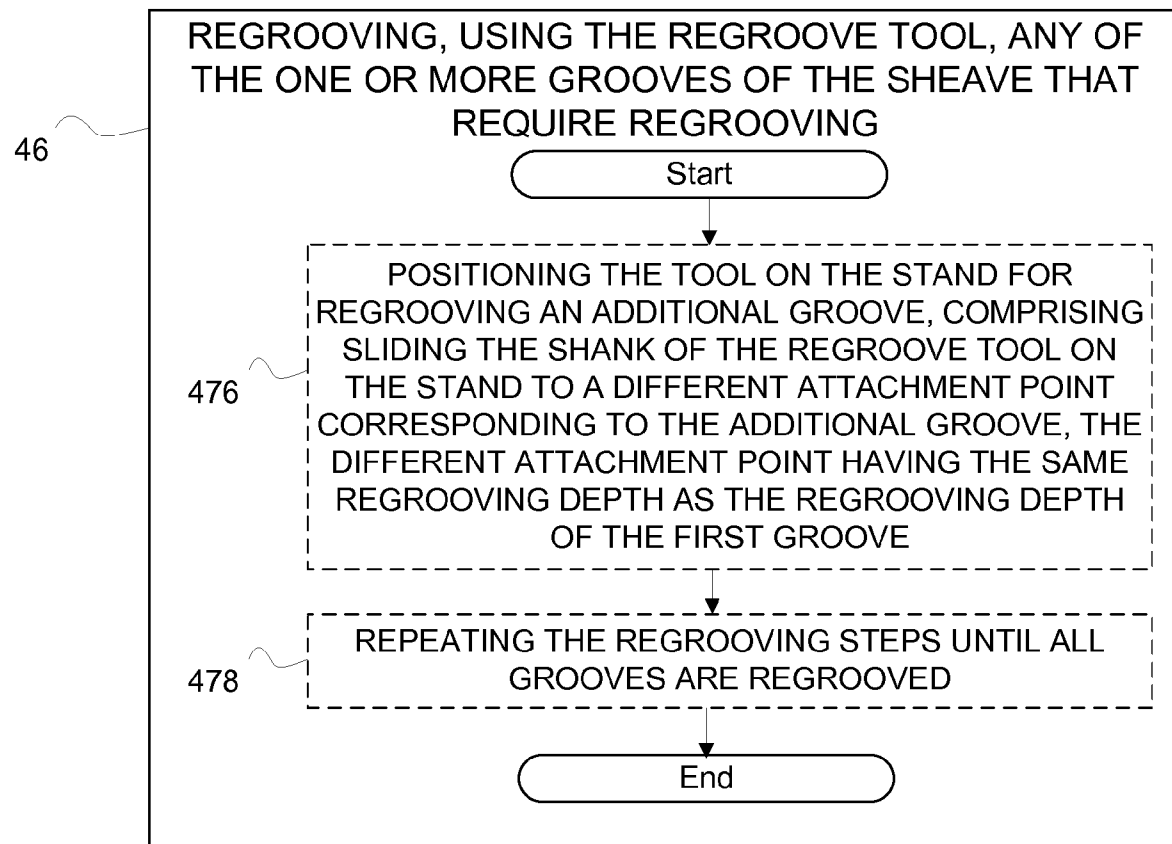 REGROOVING, USING THE REGROOVE TOOL, ANY OF
THE ONE OR MORE GROOVES OF THE SHEAVE THAT
REQUIRE REGROOVING
46
Start
POSITIONING THE TOOL ON THE STAND FOR
REGROOVING AN ADDITIONAL GROOVE, COMPRISING
SLIDING THE SHANK OF THE REGROOVE TOOL ON
THE STAND TO A DIFFERENT ATTACHMENT POINT
CORRESPONDING TO THE ADDITIONAL GROOVE, THE
DIFFERENT ATTACHMENT POINT HAVING THE SAME
REGROOVING DEPTH AS THE REGROOVING DEPTH
OF THE FIRST GROOVE
476
REPEATING THE REGROOVING STEPS UNTIL ALL
GROOVES ARE REGROOVED
478
End